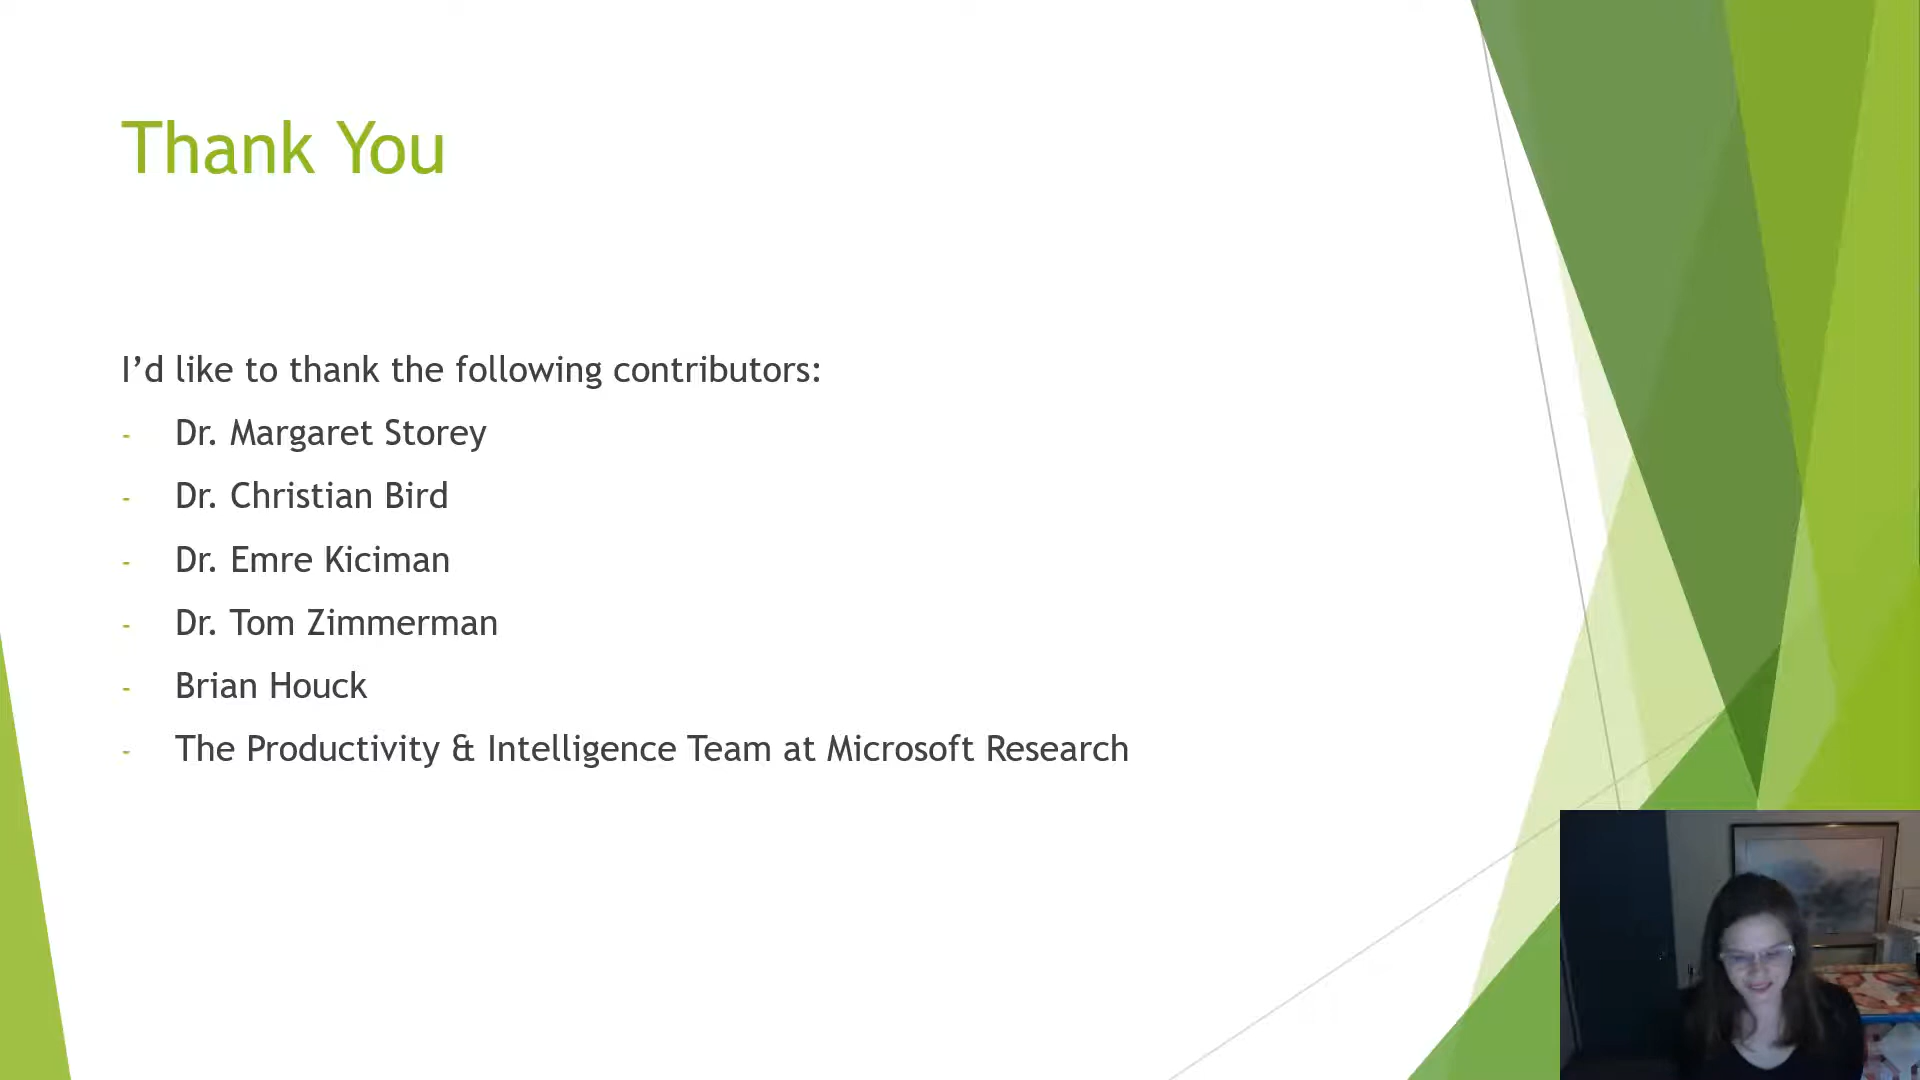 Thank You
I’d like to thank the following contributors:
- Dr. Margaret Storey
- Dr. Christian Bird
- Dr. Emre Kiciman
- Dr. Tom Zimmerman
- Brian Houck
- The Productivity & Intelligence Team at Microsoft Research